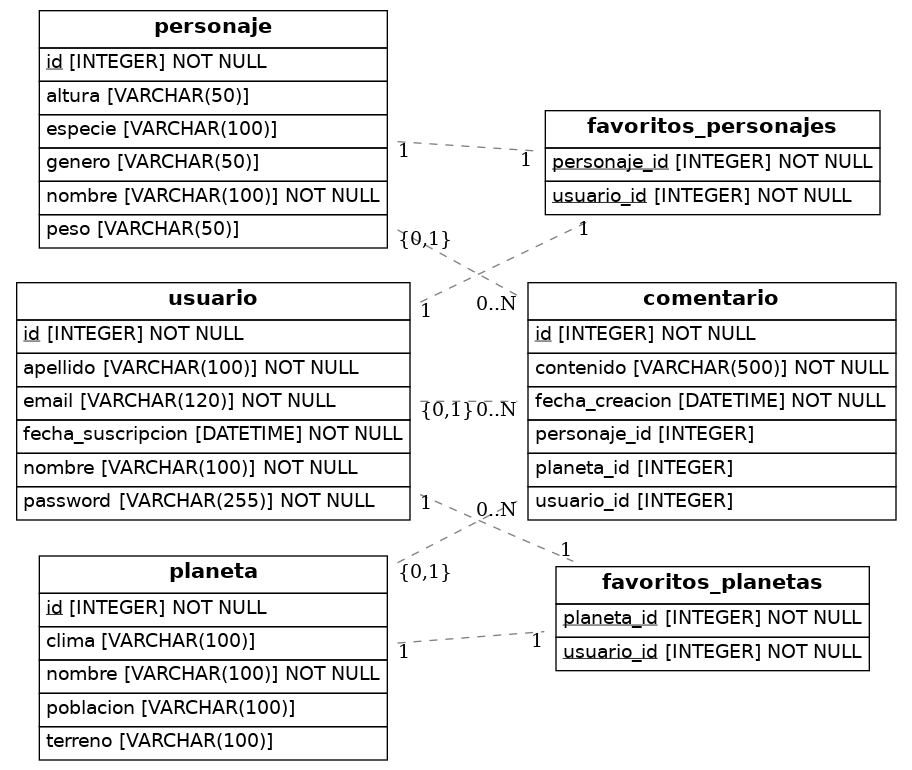 personaje
id [INTEGER] NOT NULL
altura [VARCHAR(50)]
especie [VARCHAR(100)]
genero [VARCHAR(50)]
nombre [VARCHAR(100)] NOT NULL
peso [VARCHAR(50)]
favoritos_personajes
personaje_id [INTEGER] NOT NULL
usuario_id [INTEGER] NOT NULL
1
1
1
{0,1}
0..N
1
usuario
id [INTEGER] NOT NULL
apellido [VARCHAR(100)] NOT NULL
email [VARCHAR(120)] NOT NULL
fecha_suscripcion [DATETIME] NOT NULL
nombre [VARCHAR(100)] NOT NULL
password [VARCHAR(255)] NOT NULL
comentario
id [INTEGER] NOT NULL
contenido [VARCHAR(500)] NOT NULL
fecha_creacion [DATETIME] NOT NULL
personaje_id [INTEGER]
planeta_id [INTEGER]
usuario_id [INTEGER]
{0,1}
0..N
1
0..N
1
{0,1}
planeta
id [INTEGER] NOT NULL
clima [VARCHAR(100)]
nombre [VARCHAR(100)] NOT NULL
poblacion [VARCHAR(100)]
terreno [VARCHAR(100)]
1
1
favoritos_planetas
planeta_id [INTEGER] NOT NULL
usuario_id [INTEGER] NOT NULL